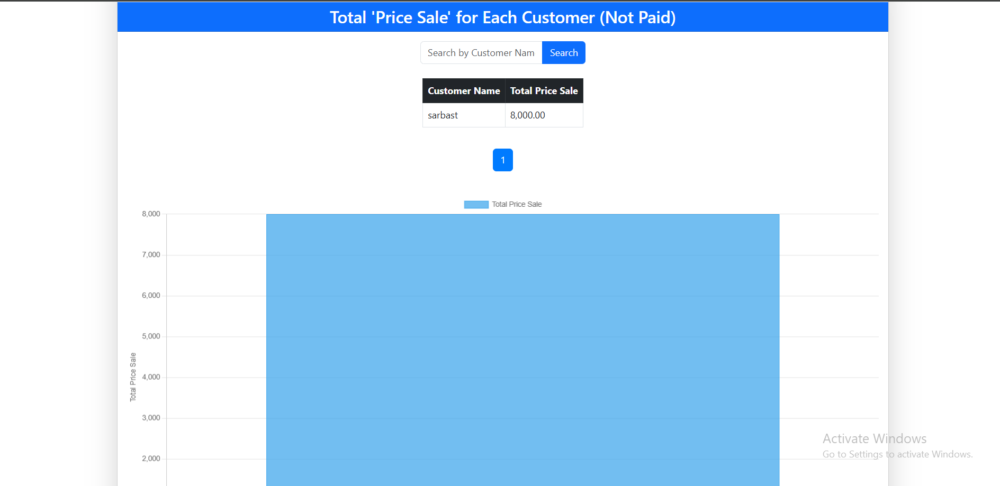 Total 'Price Sale' for Each Customer (Not Paid)
Search by Customer Nam
Search
Customer Name Total Price Sale
sarbast 8,000.00
1
Total Price Sale
8,000
7,000
6,000
5,000
Total Price Sale
4,000
3,000
2,000
Activate Windows
Go to Settings to activate Windows.